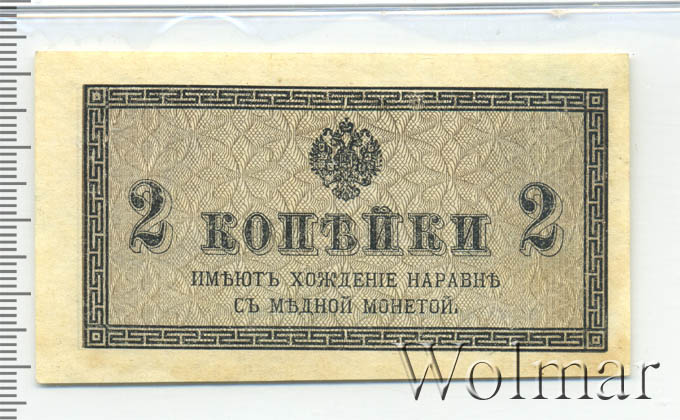 2 КОПѢЙКИ 2
ИМѢЮТЪ ХОЖДЕНІЕ НАРАВНѢ
СЪ МѢДНОЙ МОНЕТОЙ.
Wolmar